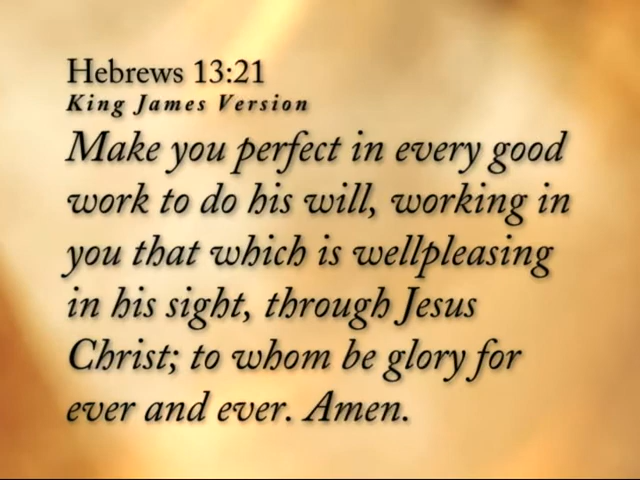 Hebrews 13:21
King James Version
Make you perfect in every good
work to do his will, working in
you that which is wellpleasing
in his sight, through Jesus
Christ; to whom be glory for
ever and ever. Amen.